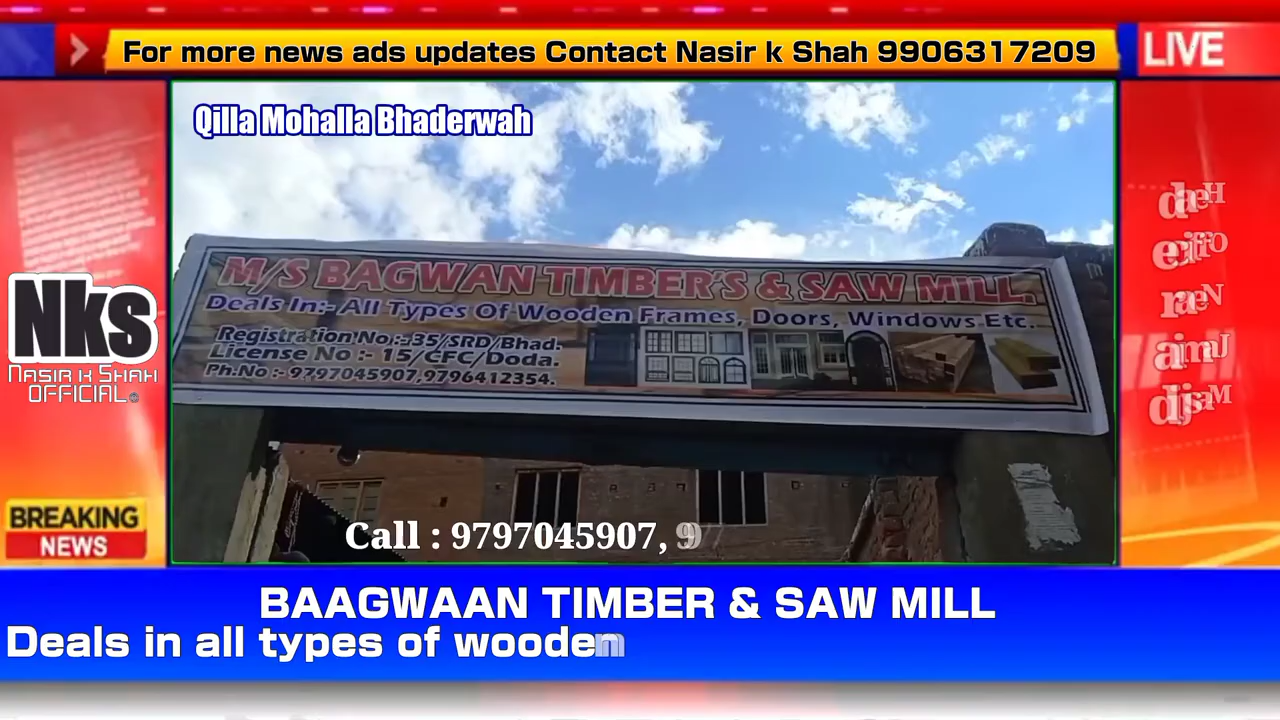 For more news ads updates Contact Nasir k Shah 9906317209
LIVE
Qilla Mohalla Bhaderwah
M/S BAGWAN TIMBER'S & SAW MILL.
Deals In:- All Types Of Wooden Frames, Doors, Windows Etc.
Registration No:-35/SRD/Bhad.
License No :- 15/CFC/Doda.
Ph.No :- 9797045907,9796412354.
Nks
NASIR K SHAH
OFFICIAL
BREAKING
NEWS
Call : 9797045907, 9
BAAGWAAN TIMBER & SAW MILL
Deals in all types of wooden